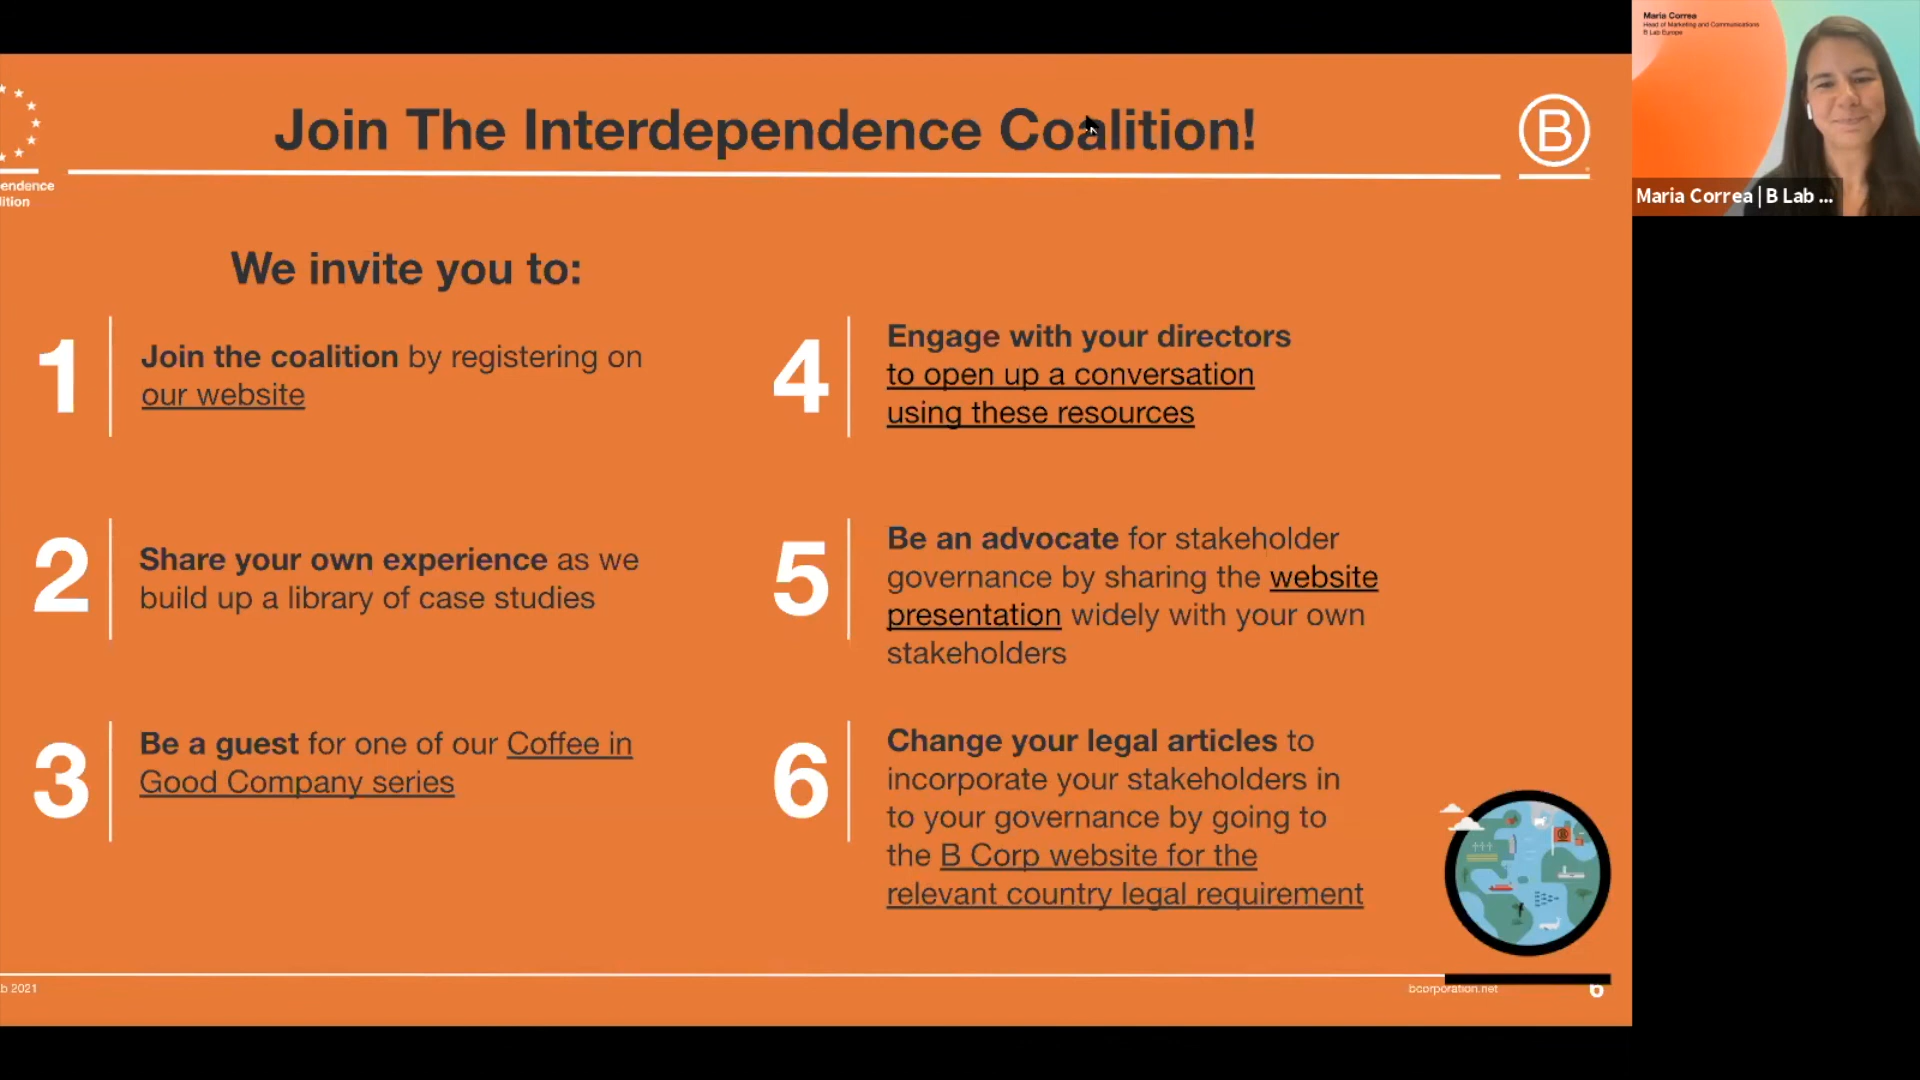 Join The Interdependence Coalition!
B
endence
lition
We invite you to:
1
Join the coalition by registering on
our website
2
Share your own experience as we
build up a library of case studies
3
Be a guest for one of our Coffee in
Good Company series
4
Engage with your directors
to open up a conversation
using these resources
5
Be an advocate for stakeholder
governance by sharing the website
presentation widely with your own
stakeholders
6
Change your legal articles to
incorporate your stakeholders in
to your governance by going to
the B Corp website for the
relevant country legal requirement
b 2021
bcorporation.net
6
Maria Correa
Head of Marketing and Communications
B Lab Europe
Maria Correa | B Lab ...